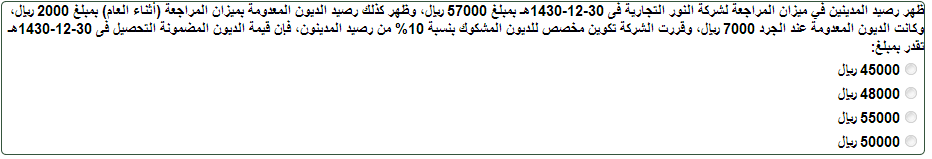 ظهر رصيد المدينين في ميزان المراجعة لشركة النور التجارية فى 30-12-1430هـ بمبلغ 57000 ريال، وظهر كذلك رصيد الديون المعدومة بميزان المراجعة (أثناء العام) بمبلغ 2000 ريال،
وكانت الديون المعدومة عند الجرد 7000 ريال، وقررت الشركة تكوين مخصص للديون المشكوك بنسبة 10% من رصيد المدينون، فإن قيمة الديون المضمونة التحصيل فى 30-12-1430هـ
تقدر بمبلغ:
45000 ريال
48000 ريال
55000 ريال
50000 ريال